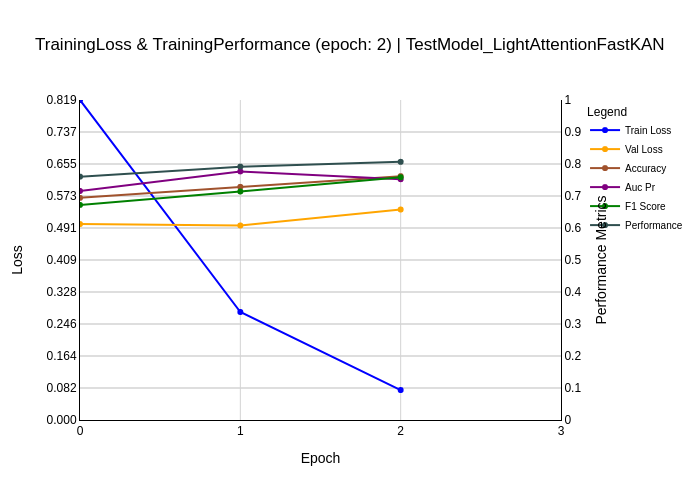 TrainingLoss & TrainingPerformance (epoch: 2) | TestModel_LightAttentionFastKAN
0.819
0.737
0.655
0.573
0.491
0.409
0.328
0.246
0.164
0.082
0.000
Loss
0
1
2
3
Epoch
1
0.9
0.8
0.7
0.6
0.5
0.4
0.3
0.2
0.1
0
Performance Metrics
Legend
Train Loss
Val Loss
Accuracy
Auc Pr
F1 Score
Performance